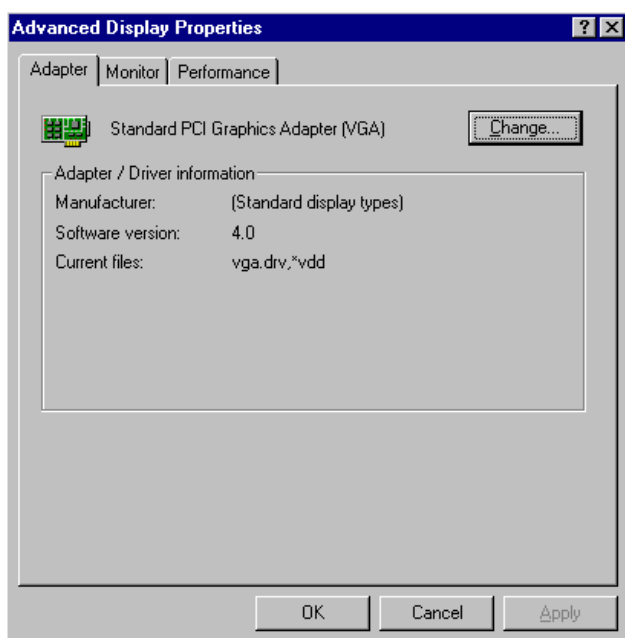 Advanced Display Properties
Adapter Monitor Performance
Standard PCI Graphics Adapter (VGA) Change...
Adapter / Driver information
Manufacturer: (Standard display types)
Software version: 4.0
Current files: vga.drv,*vdd
OK Cancel Apply